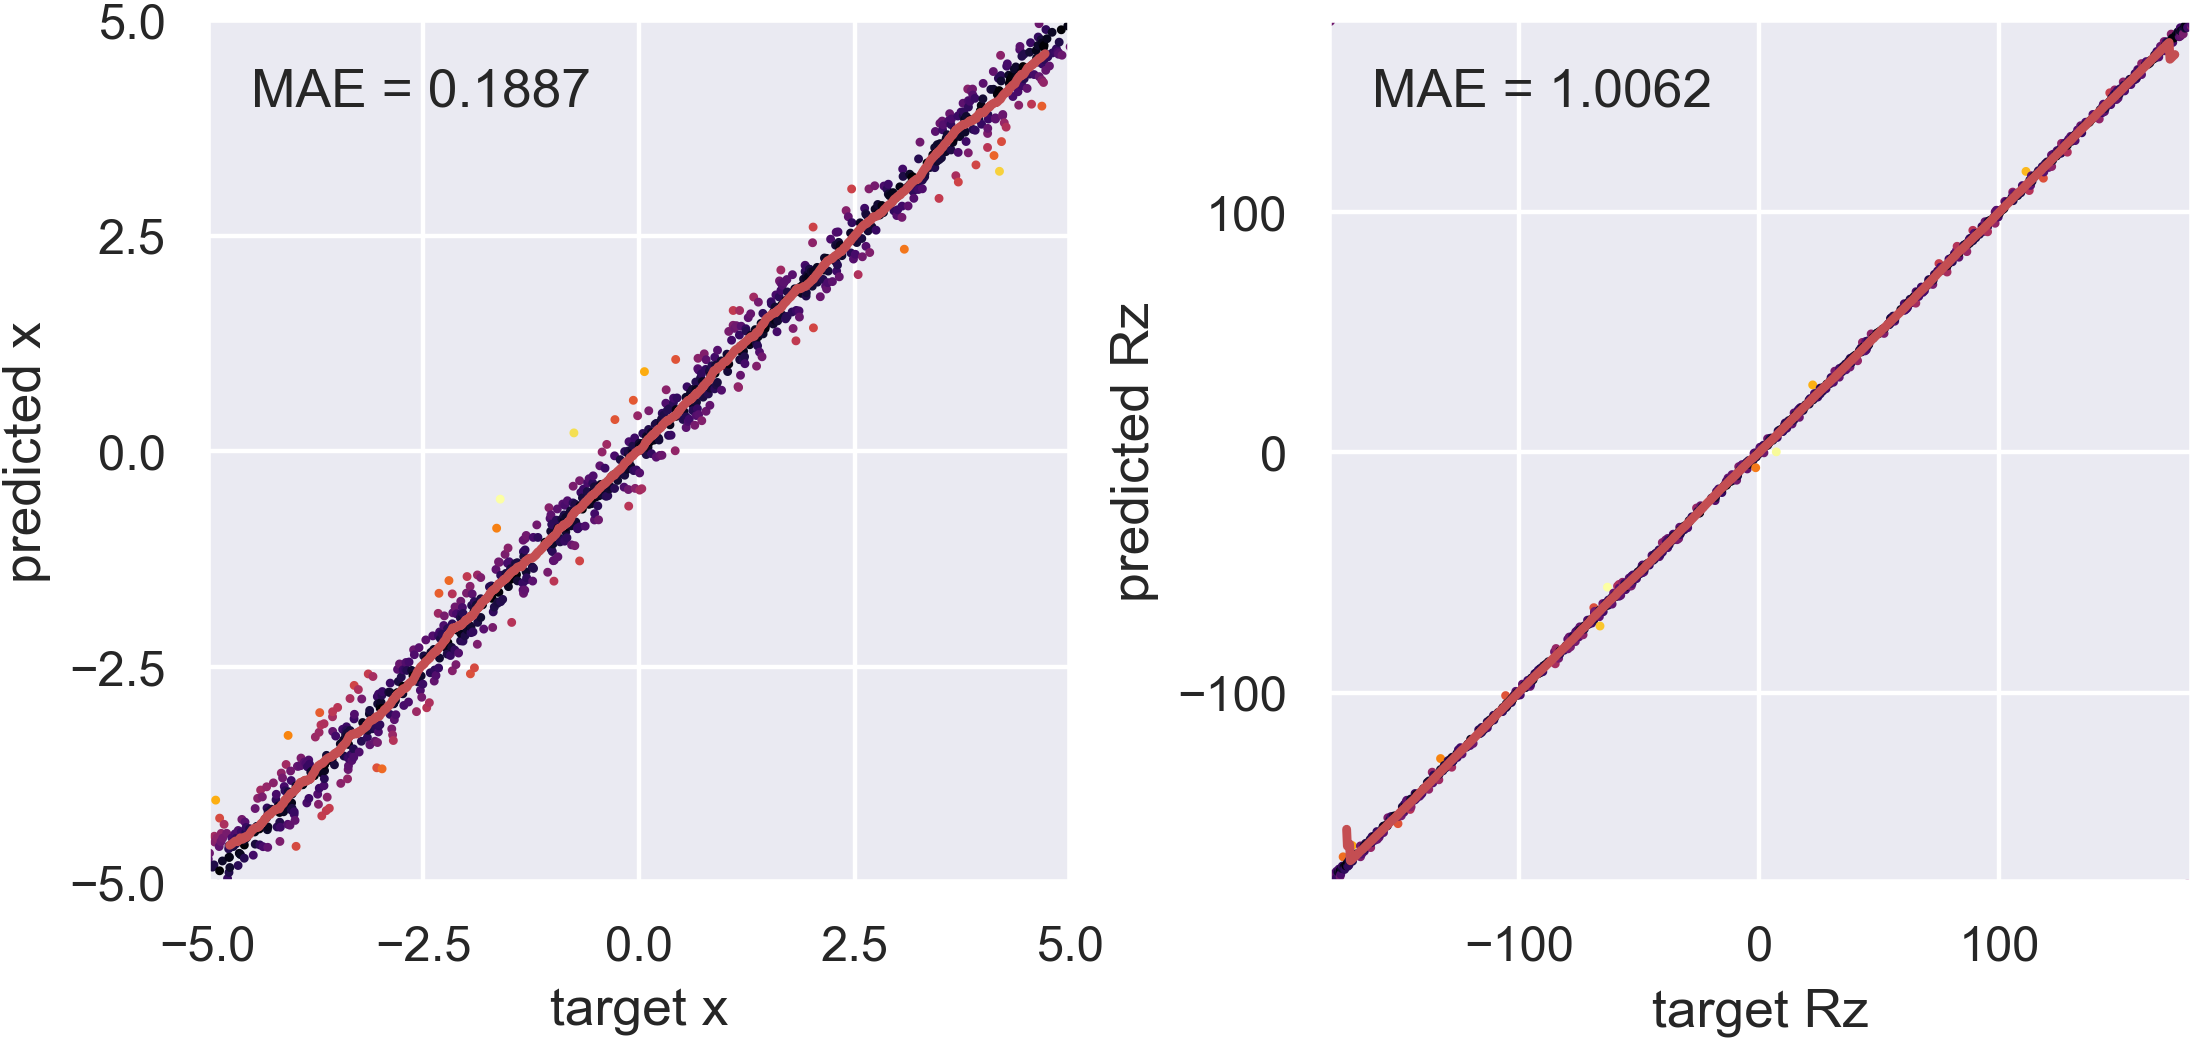 MAE = 0.1887
5.0
2.5
0.0
−2.5
−5.0
predicted x
−5.0 −2.5 0.0 2.5 5.0
target x
MAE = 1.0062
100
0
−100
predicted Rz
−100 0 100
target Rz